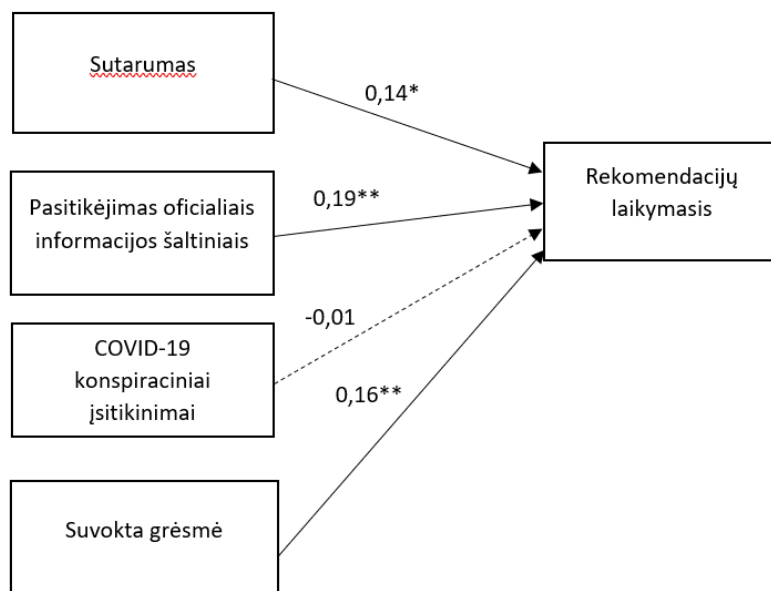 Sutarumas
0,14*
Pasitikėjimas oficialiais
informacijos šaltiniais
0,19**
Rekomendacijų
laikymasis
COVID-19
konspiraciniai
įsitikinimai
-0,01
0,16**
Suvokta grėsmė